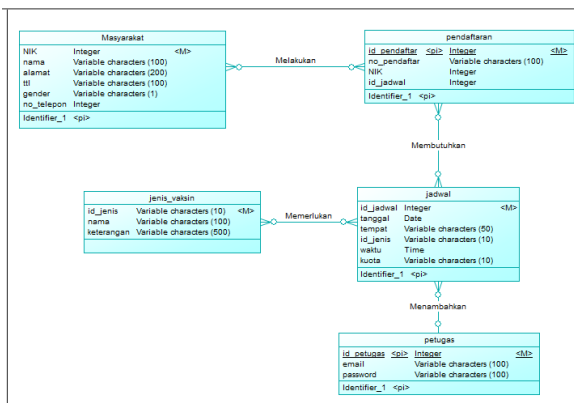 Masyarakat
NIK Integer <M>
nama Variable characters (100)
alamat Variable characters (200)
ttl Variable characters (100)
gender Variable characters (1)
no_telepon Integer
Identifier_1 <pi>
Melakukan
pendaftaran
id_pendaftar <pi> Integer <M>
no_pendaftar Variable characters (100)
NIK Integer
id_jadwal Integer
Identifier_1 <pi>
Membutuhkan
jenis_vaksin
id_jenis Variable characters (10) <M>
nama Variable characters (100)
keterangan Variable characters (500)
Memerlukan
jadwal
id_jadwal Integer <M>
tanggal Date
tempat Variable characters (50)
id_jenis Variable characters (10)
waktu Time
kuota Variable characters (10)
Identifier_1 <pi>
Menambahkan
petugas
id_petugas <pi> Integer <M>
email Variable characters (100)
password Variable characters (100)
Identifier_1 <pi>